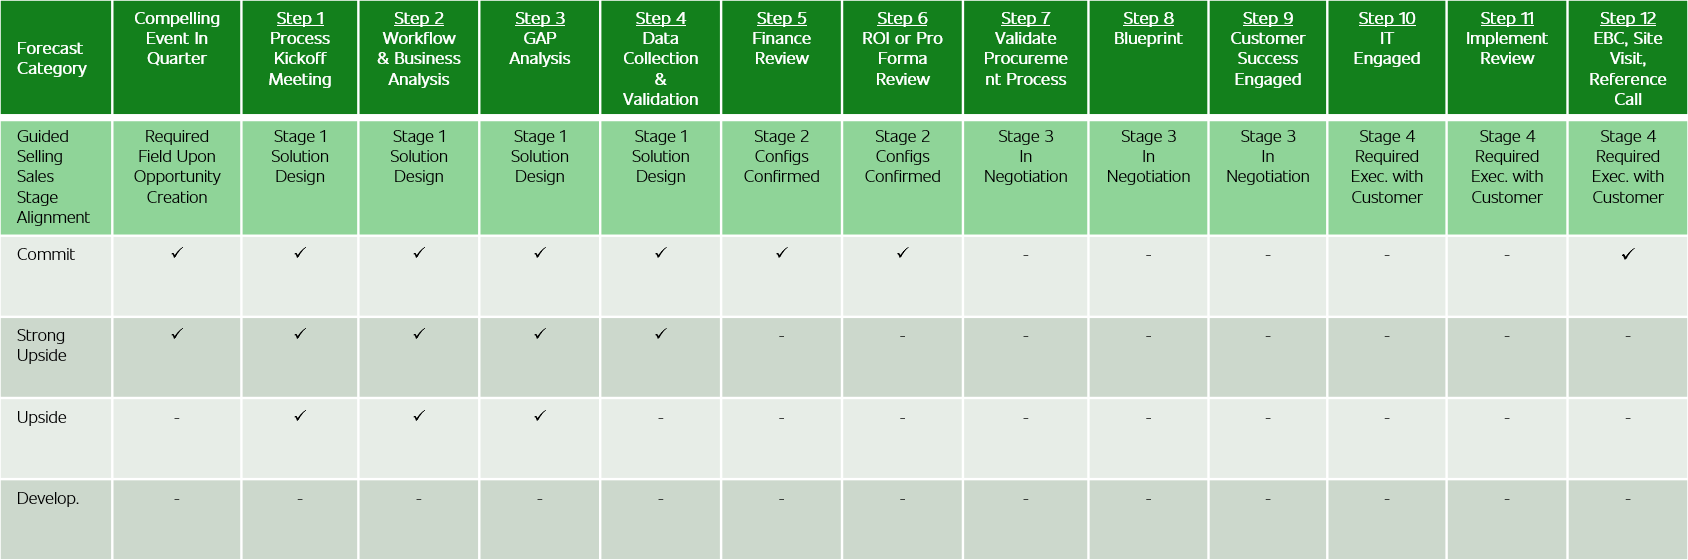 Forecast
Category
Compelling
Event In
Quarter
Step 1
Process
Kickoff
Meeting
Step 2
Workflow
& Business
Analysis
Step 3
GAP
Analysis
Step 4
Data
Collection
&
Validation
Step 5
Finance
Review
Step 6
ROI or Pro
Forma
Review
Step 7
Validate
Procureme
nt Process
Step 8
Blueprint
Step 9
Customer
Success
Engaged
Step 10
IT
Engaged
Step 11
Implement
Review
Step 12
EBC, Site
Visit,
Reference
Call
Guided
Selling
Sales
Stage
Alignment
Required
Field Upon
Opportunity
Creation
Stage 1
Solution
Design
Stage 1
Solution
Design
Stage 1
Solution
Design
Stage 1
Solution
Design
Stage 2
Configs
Confirmed
Stage 2
Configs
Confirmed
Stage 3
In
Negotiation
Stage 3
In
Negotiation
Stage 3
In
Negotiation
Stage 4
Required
Exec. with
Customer
Stage 4
Required
Exec. with
Customer
Stage 4
Required
Exec. with
Customer
Commit ✓ ✓ ✓ ✓ ✓ ✓ ✓ - - - - - ✓
Strong
Upside
✓ ✓ ✓ ✓ ✓ - - - - - - - -
Upside - ✓ ✓ ✓ - - - - - - - - -
Develop. - - - - - - - - - - - - -